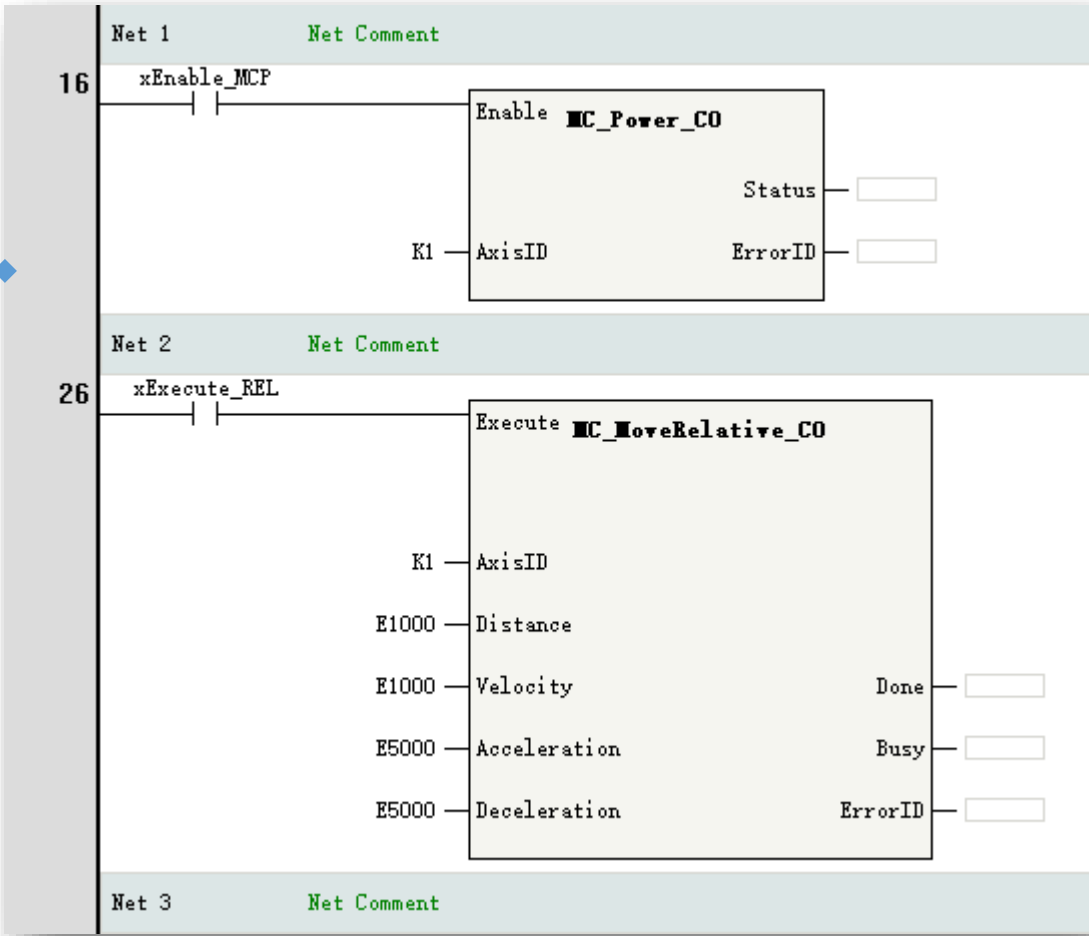 Net 1 Net Comment
16 xEnable_MCP
Enable MC_Power_CO
Status
K1 AxisID ErrorID
Net 2 Net Comment
26 xExecute_REL
Execute MC_MoveRelative_CO
K1 AxisID
E1000 Distance
E1000 Velocity Done
E5000 Acceleration Busy
E5000 Deceleration ErrorID
Net 3 Net Comment